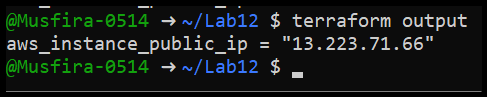 @Musfira-0514 ➜ ~/Lab12 $ terraform output
aws_instance_public_ip = "13.223.71.66"
@Musfira-0514 ➜ ~/Lab12 $